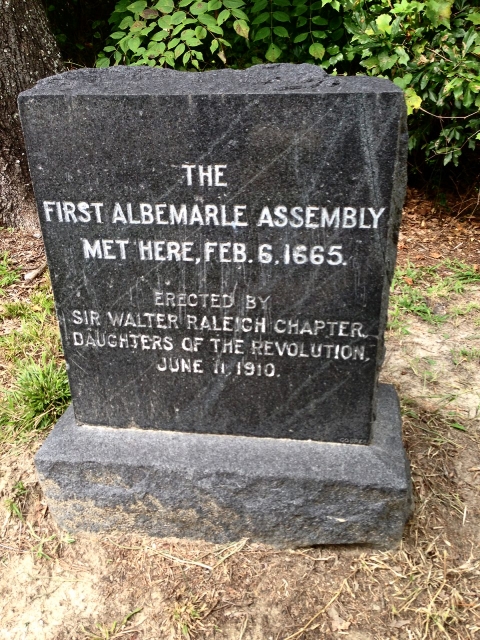 THE
FIRST ALBEMARLE ASSEMBLY
MET HERE, FEB. 6. 1665.
ERECTED BY
SIR WALTER RALEIGH CHAPTER.
DAUGHTERS OF THE REVOLUTION,
JUNE 11, 1910.